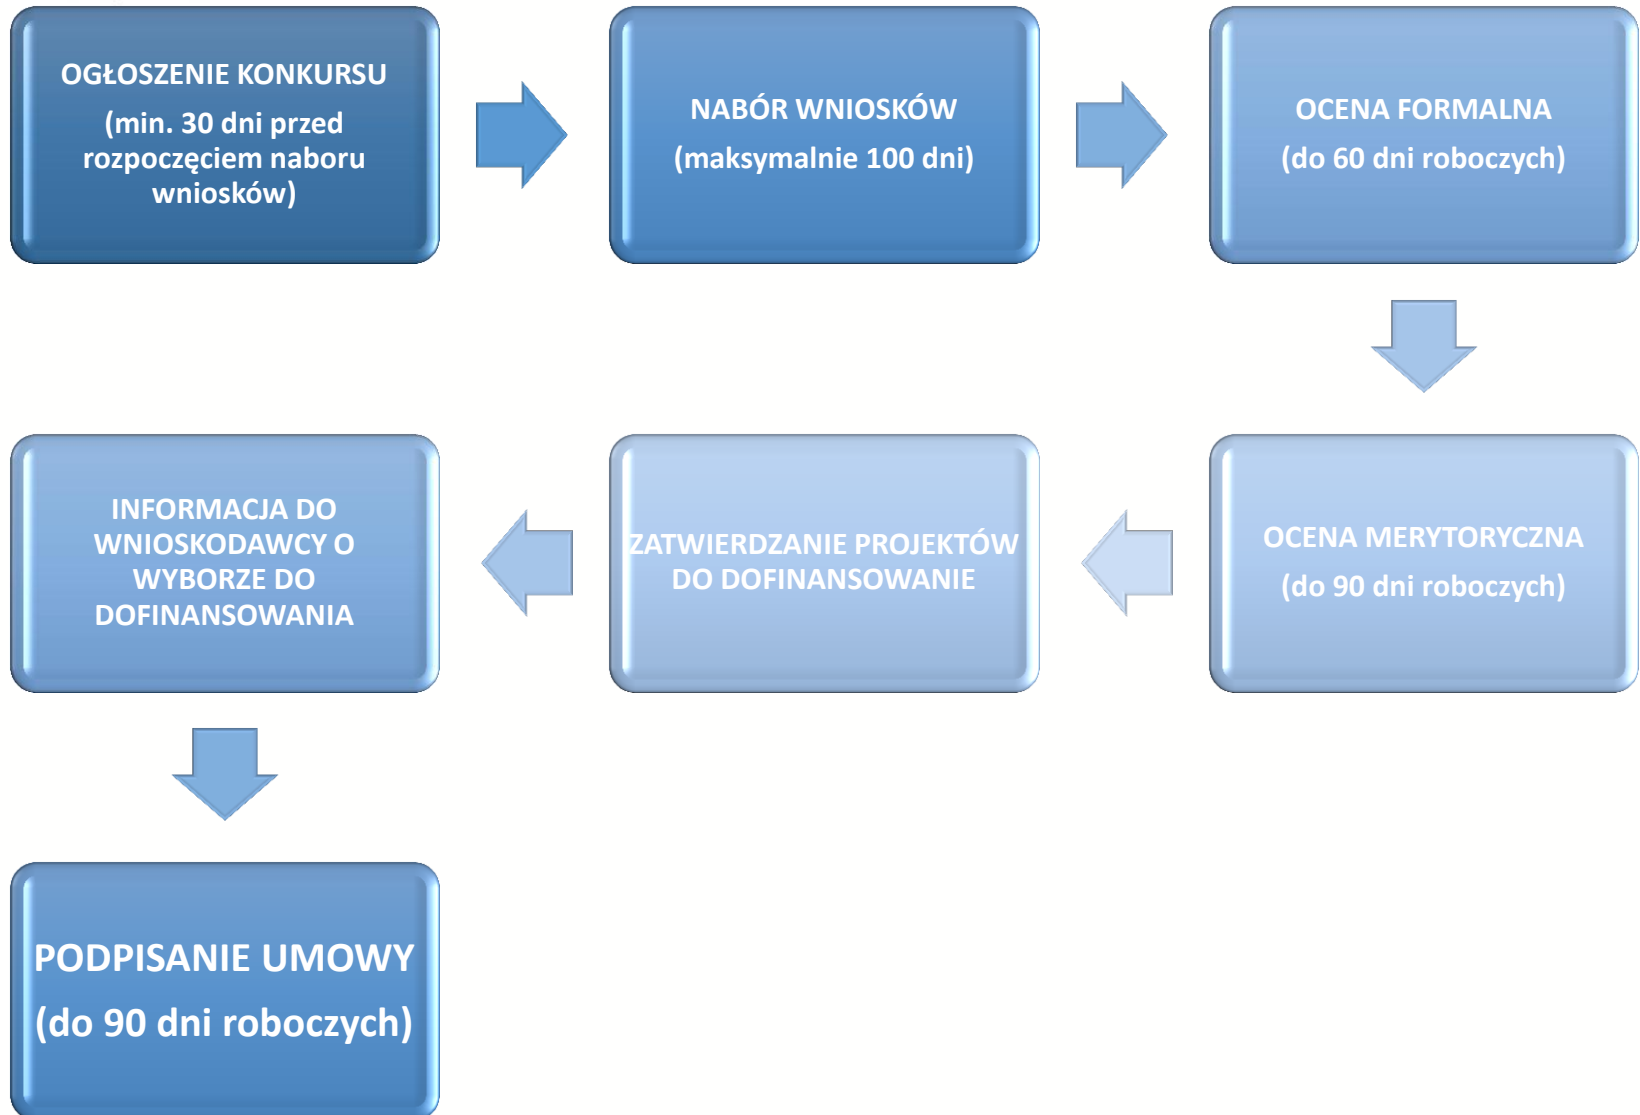 OGŁOSZENIE KONKURSU
(min. 30 dni przed
rozpoczęciem naboru
wniosków)
NABÓR WNIOSKÓW
(maksymalnie 100 dni)
OCENA FORMALNA
(do 60 dni roboczych)
OCENA MERYTORYCZNA
(do 90 dni roboczych)
ZATWIERDZANIE PROJEKTÓW
DO DOFINANSOWANIE
INFORMACJA DO
WNIOSKODAWCY O
WYBORZE DO
DOFINANSOWANIA
PODPISANIE UMOWY
(do 90 dni roboczych)